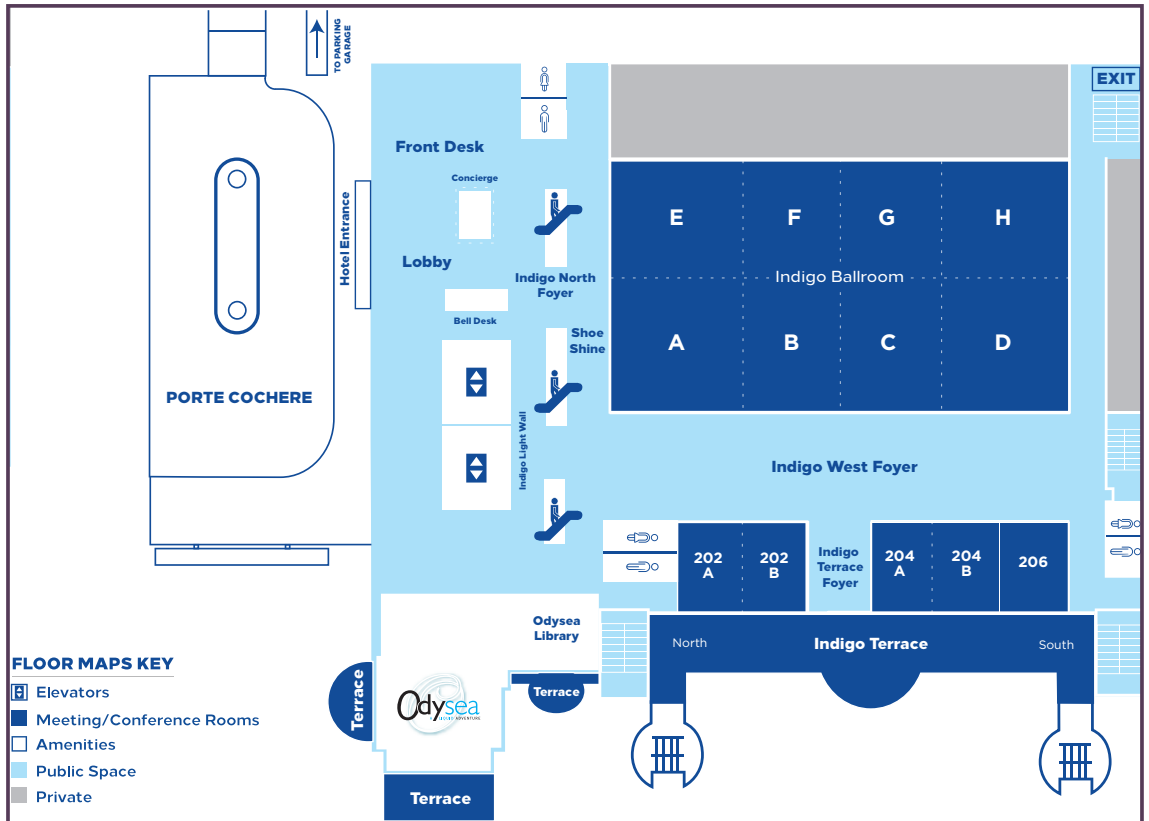 TO PARKING
GARAGE
EXIT
Front Desk
Concierge
Hotel Entrance
Lobby
Indigo North
Foyer
Bell Desk
Shoe
Shine
Indigo Light Wall
PORTE COCHERE
E
F
G
H
Indigo Ballroom
A
B
C
D
Indigo West Foyer
202
A
202
B
Indigo
Terrace
Foyer
204
A
204
B
206
Odysea
Library
North
Indigo Terrace
South
Terrace
Odysea
Terrace
Terrace
FLOOR MAPS KEY
Elevators
Meeting/Conference Rooms
Amenities
Public Space
Private